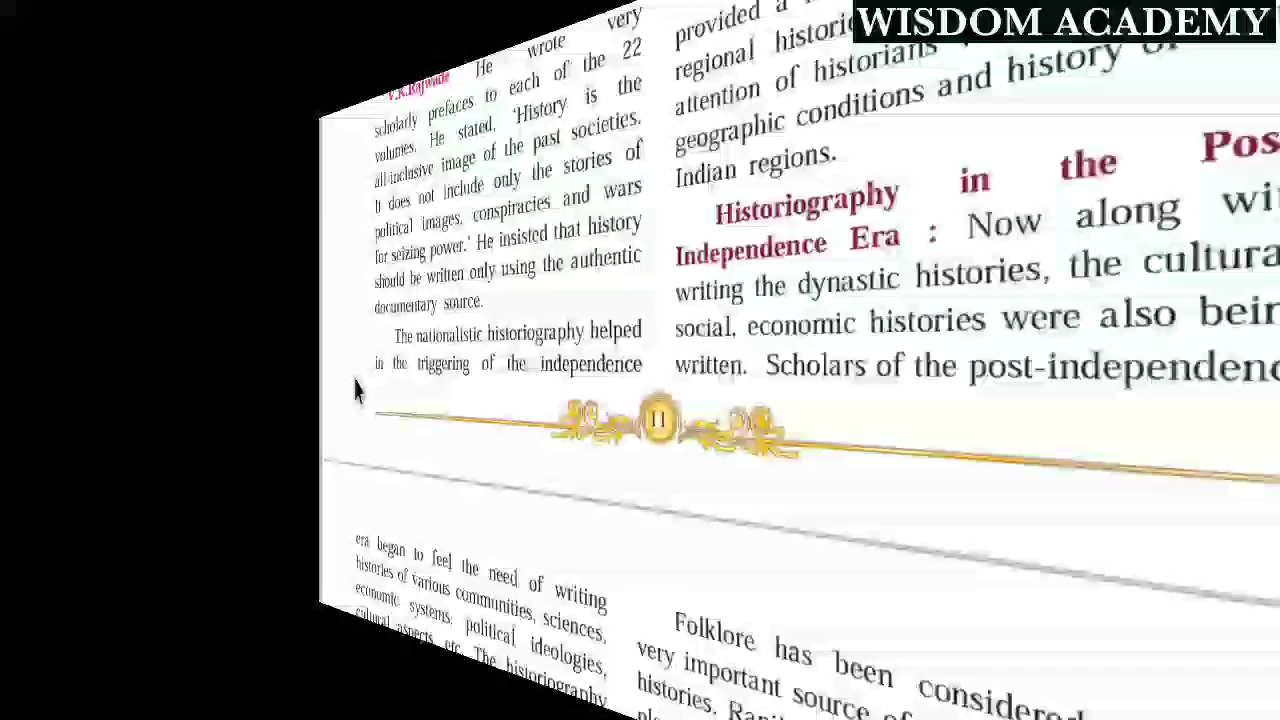 WISDOM ACADEMY
V.K.Rajwade He wrote very
scholarly prefaces to each of the 22
volumes. He stated, 'History is the
all-inclusive image of the past societies.
It does not include only the stories of
political images, conspiracies and wars
for seizing power.' He insisted that history
should be written only using the authentic
documentary source.
The nationalistic historiography helped
in the triggering of the independence
provided a
regional
attention of historians
geographic conditions and history of
Indian regions.
Historiography in the Pos
Independence Era : Now along wi
writing the dynastic histories, the cultura
social, economic histories were also bein
written. Scholars of the post-independenc
11
era began to feel the need of writing
histories of various communities, sciences,
economic systems, political ideologies,
cultural aspects, etc. The historiography
Folklore has been considered
very important source of
histories.